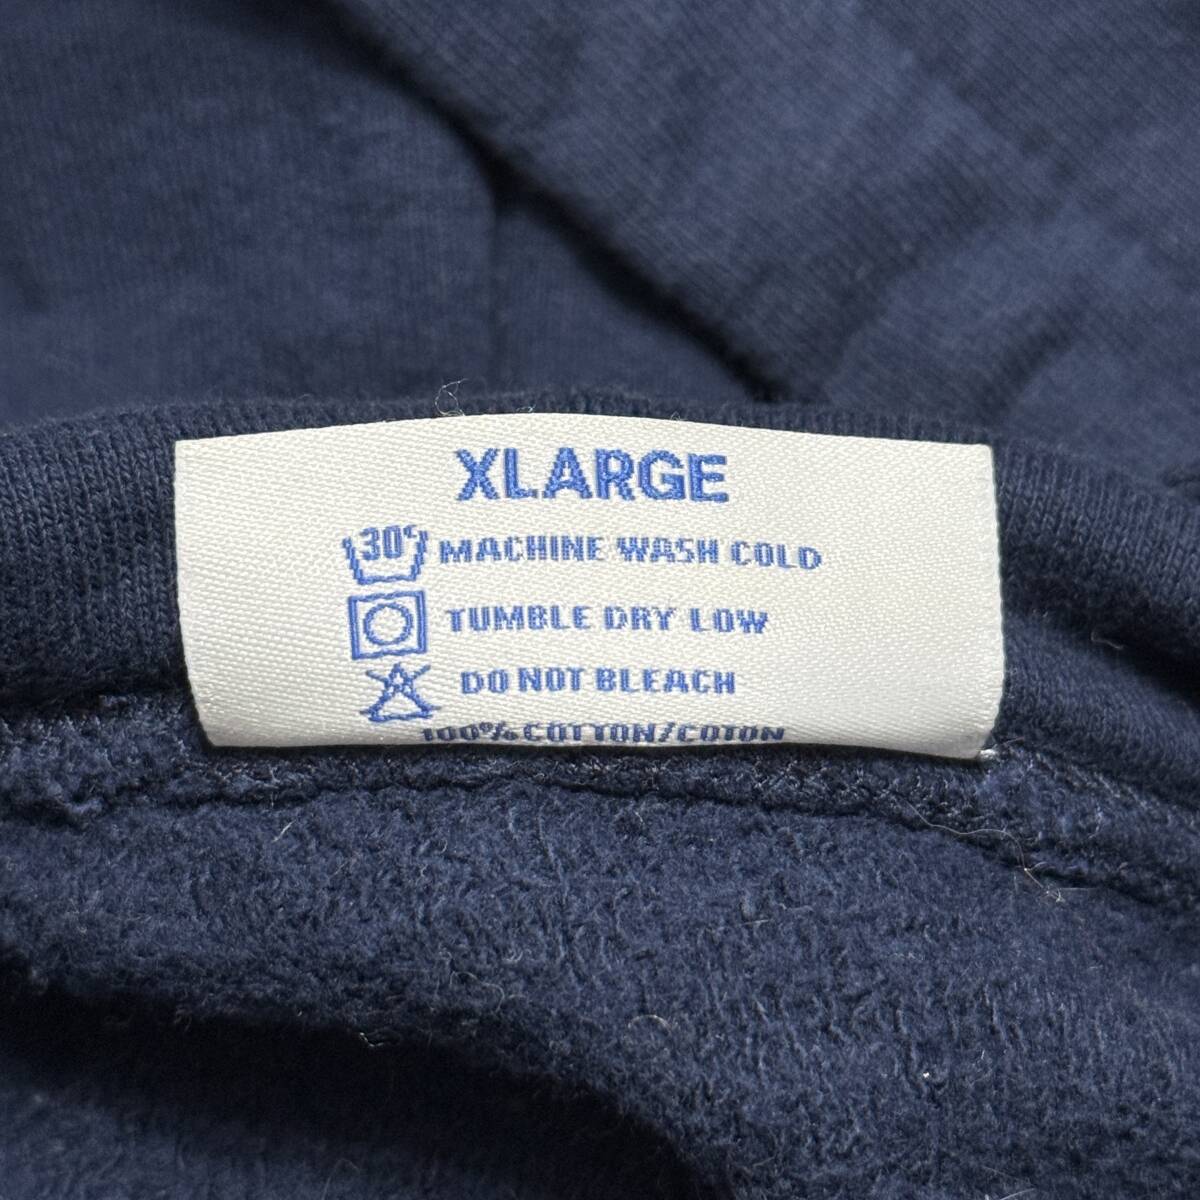 XLARGE
30° MACHINE WASH COLD
TUMBLE DRY LOW
DO NOT BLEACH
100% COTTON/COTON